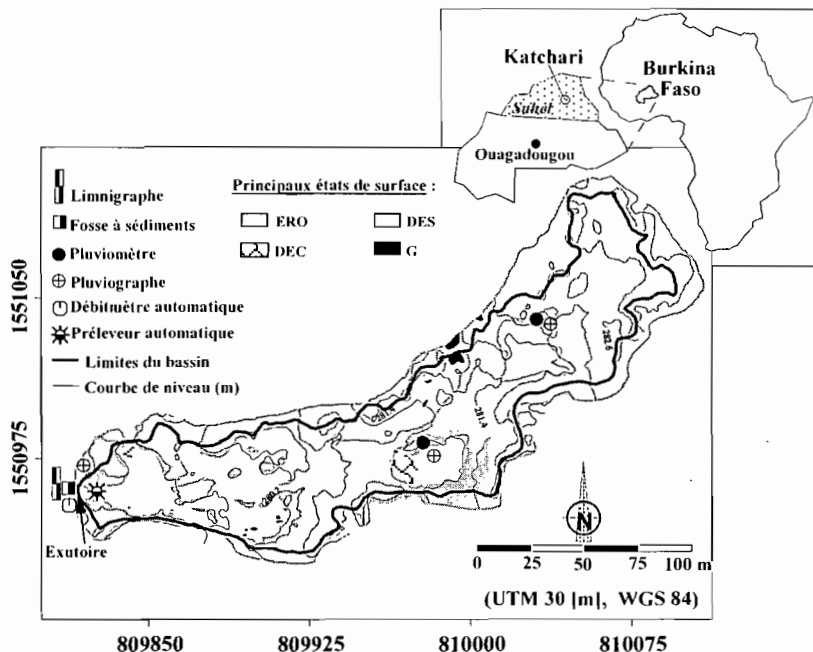 Katchari
Burkina
Faso
Sahel
Ouagadougou
Limnigraphe
Fosse à sédiments
Pluviomètre
Pluviographe
Débitmètre automatique
Préleveur automatique
Limites du bassin
Courbe de niveau (m)
Principaux états de surface :
ERO
DES
DEC
G
1551050
1550975
282.6
281.4
Exutoire
N
0 25 50 75 100 m
(UTM 30 [m], WGS 84)
809850 809925 810000 810075